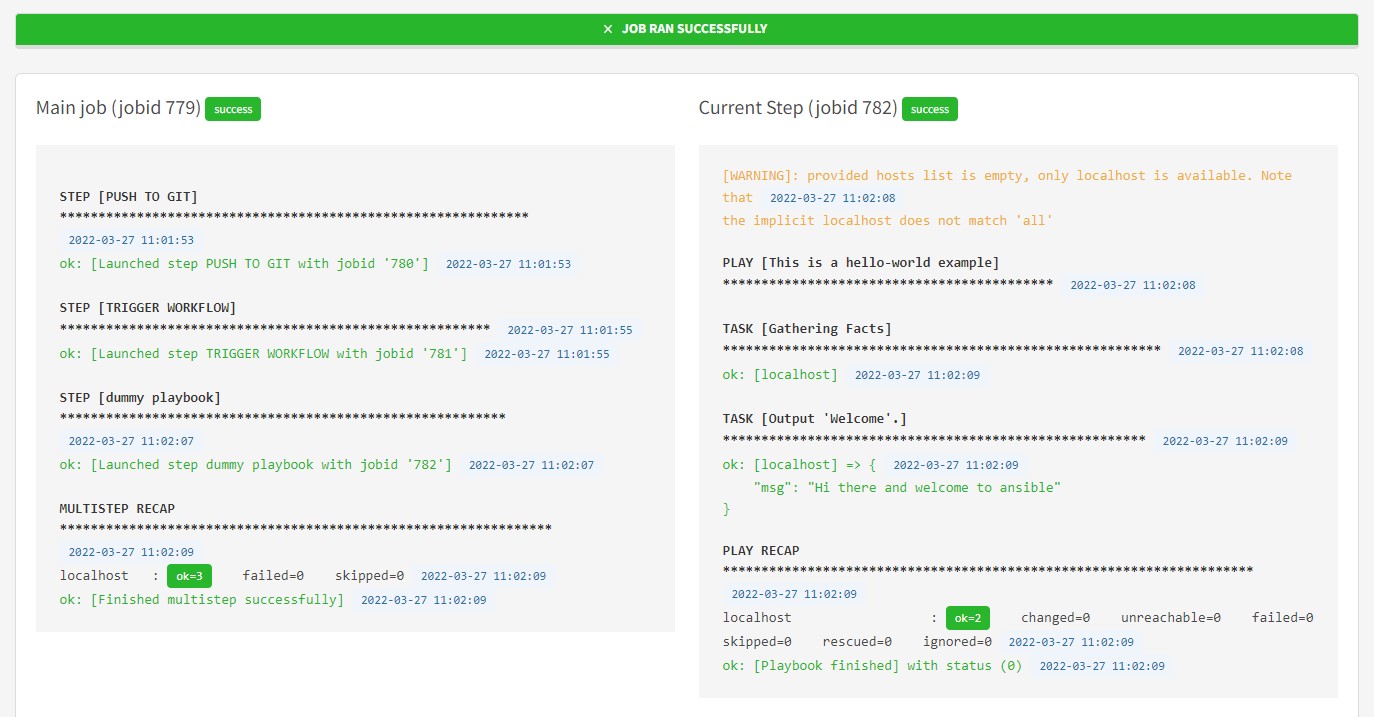 × JOB RAN SUCCESSFULLY
Main job (jobid 779) success
STEP [PUSH TO GIT]
*************************************************************
2022-03-27 11:01:53
ok: [Launched step PUSH TO GIT with jobid '780'] 2022-03-27 11:01:53
STEP [TRIGGER WORKFLOW]
******************************************************** 2022-03-27 11:01:55
ok: [Launched step TRIGGER WORKFLOW with jobid '781'] 2022-03-27 11:01:55
STEP [dummy playbook]
**********************************************************
2022-03-27 11:02:07
ok: [Launched step dummy playbook with jobid '782'] 2022-03-27 11:02:07
MULTISTEP RECAP
****************************************************************
2022-03-27 11:02:09
localhost : ok=3 failed=0 skipped=0 2022-03-27 11:02:09
ok: [Finished multistep successfully] 2022-03-27 11:02:09
Current Step (jobid 782) success
[WARNING]: provided hosts list is empty, only localhost is available. Note
that 2022-03-27 11:02:08
the implicit localhost does not match 'all'
PLAY [This is a hello-world example]
******************************************* 2022-03-27 11:02:08
TASK [Gathering Facts]
********************************************************* 2022-03-27 11:02:08
ok: [localhost] 2022-03-27 11:02:09
TASK [Output 'Welcome'.]
******************************************************* 2022-03-27 11:02:09
ok: [localhost] => { 2022-03-27 11:02:09
"msg": "Hi there and welcome to ansible"
}
PLAY RECAP
*********************************************************************
2022-03-27 11:02:09
localhost : ok=2 changed=0 unreachable=0 failed=0
skipped=0 rescued=0 ignored=0 2022-03-27 11:02:09
ok: [Playbook finished] with status (0) 2022-03-27 11:02:09